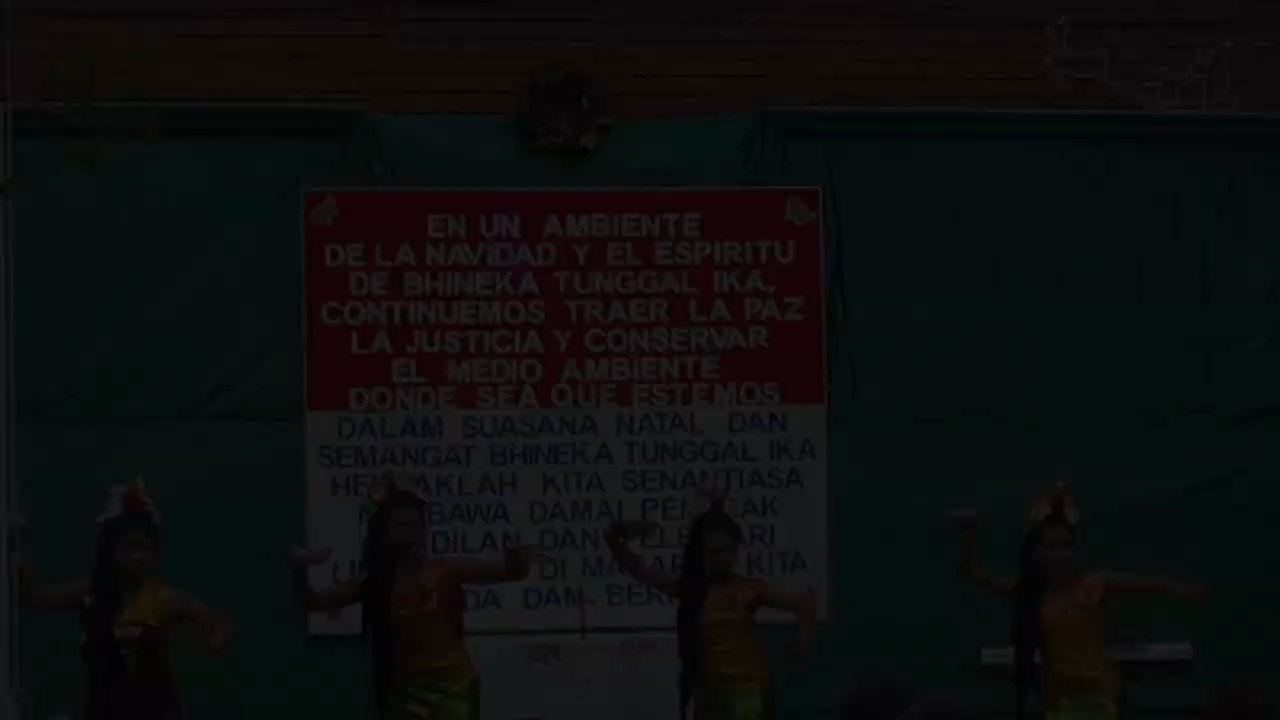 EN UN AMBIENTE
DE LA NAVIDAD Y EL ESPIRITU
DE BHINEKA TUNGGAL IKA.
CONTINUEMOS TRAER LA PAZ
LA JUSTICIA Y CONSERVAR
EL MEDIO AMBIENTE
DONDE SEA QUE ESTEMOS
DALAM SUASANA NATAL DAN
SEMANGAT BHINEKA TUNGGAL IKA
KITA SENANTIASA
DAMAI
DAN
DI KITA
DAN